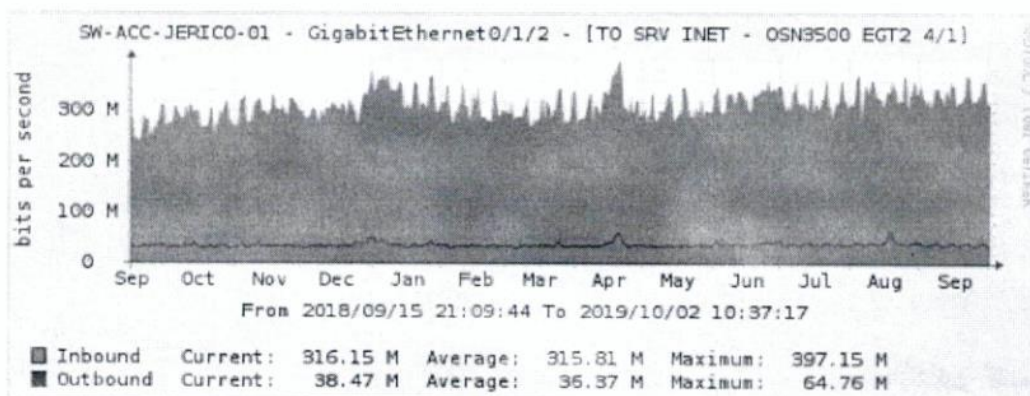 SW-ACC-JERICO-01 - GigabitEthernet0/1/2 - [TO SRV INET - OSN3500 EGT2 4/1]
bits per second
300 M
200 M
100 M
0
Sep Oct Nov Dec Jan Feb Mar Apr May Jun Jul Aug Sep
From 2018/09/15 21:09:44 To 2019/10/02 10:37:17
Inbound Current: 316.15 M Average: 315.81 M Maximum: 397.15 M
Outbound Current: 38.47 M Average: 36.37 M Maximum: 64.76 M